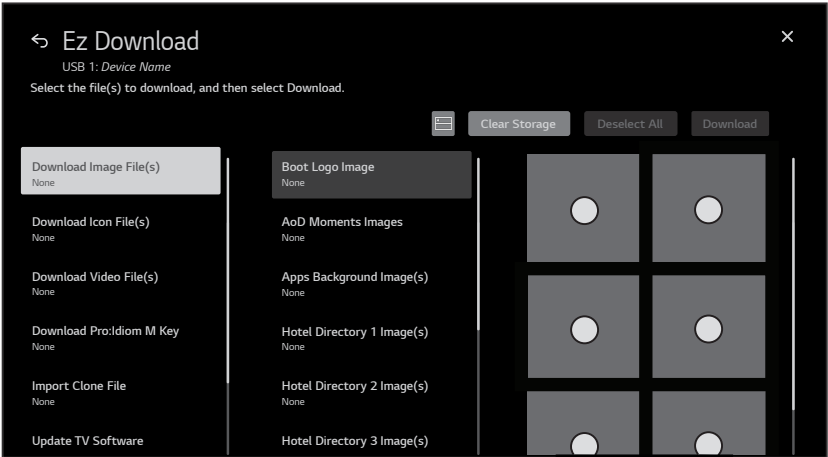 Ez Download
USB 1: Device Name
Select the file(s) to download, and then select Download.
Clear Storage
Deselect All
Download
Download Image File(s)
None
Download Icon File(s)
None
Download Video File(s)
None
Download Pro:Idiom M Key
None
Import Clone File
None
Update TV Software
Boot Logo Image
None
AoD Moments Images
None
Apps Background Image(s)
None
Hotel Directory 1 Image(s)
None
Hotel Directory 2 Image(s)
None
Hotel Directory 3 Image(s)